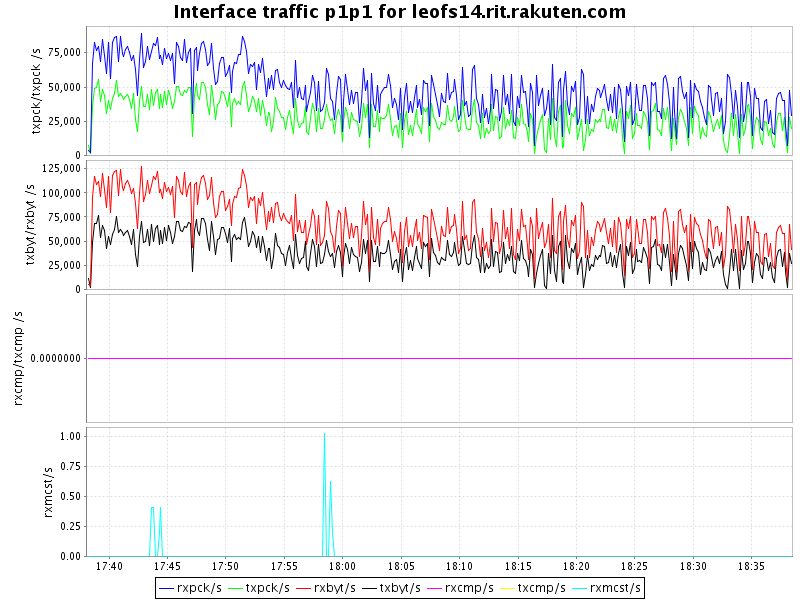 Interface traffic p1p1 for leofs14.rit.rakuten.com
txpck/txpck /s
75,000
50,000
25,000
0
txbyt/rxbyt /s
125,000
100,000
75,000
50,000
25,000
0
rxcmp/txcmp /s
0.0000000
rxmcst/s
1.00
0.75
0.50
0.25
0.00
17:40 17:45 17:50 17:55 18:00 18:05 18:10 18:15 18:20 18:25 18:30 18:35
rxpck/s txpck/s rxbyt/s txbyt/s rxcmp/s txcmp/s rxmcst/s